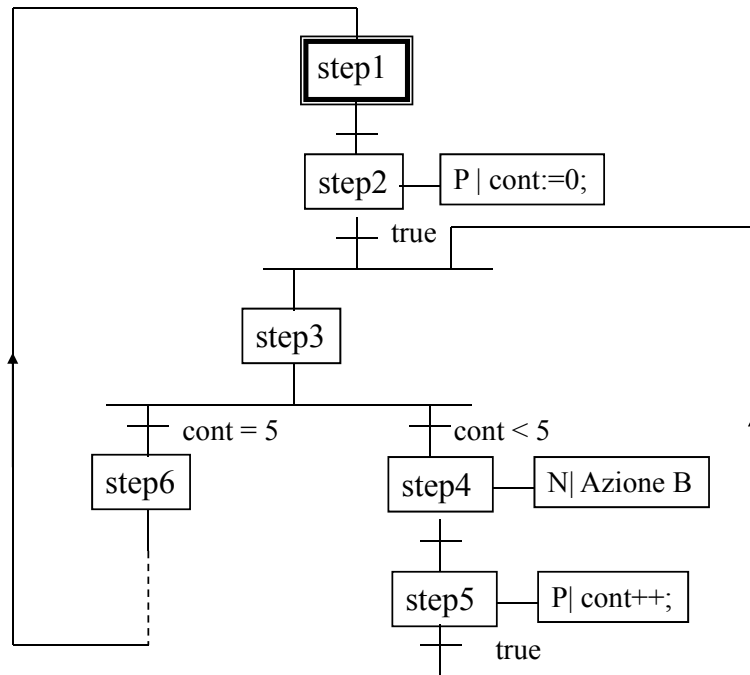 step1
step2
P | cont:=0;
true
step3
cont = 5
cont < 5
step6
step4
N| Azione B
step5
P| cont++;
true